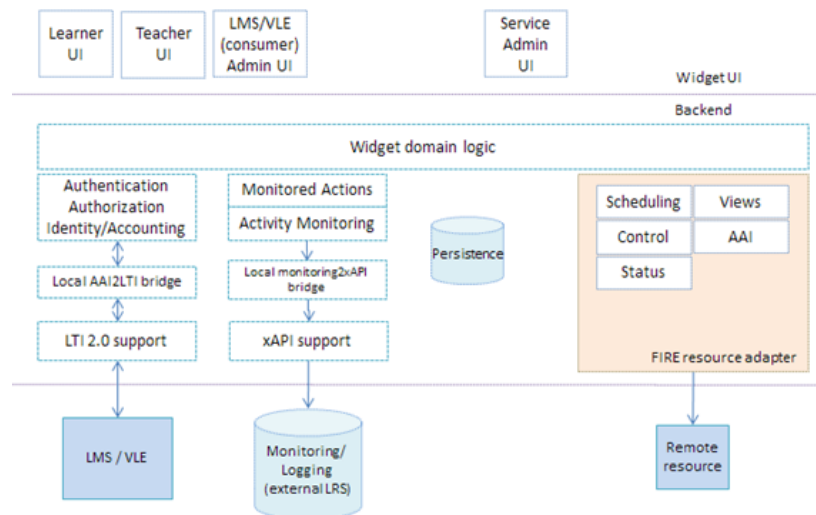 Learner
UI
Teacher
UI
LMS/VLE
(consumer)
Admin UI
Service
Admin
UI
Widget UI
Backend
Widget domain logic
Authentication
Authorization
Identity/Accounting
Monitored Actions
Activity Monitoring
Persistence
Scheduling
Views
Control
AAI
Status
Local AAI2LTI bridge
Local monitoring2xAPI
bridge
LTI 2.0 support
xAPI support
FIRE resource adapter
LMS / VLE
Monitoring/
Logging
(external LRS)
Remote
resource